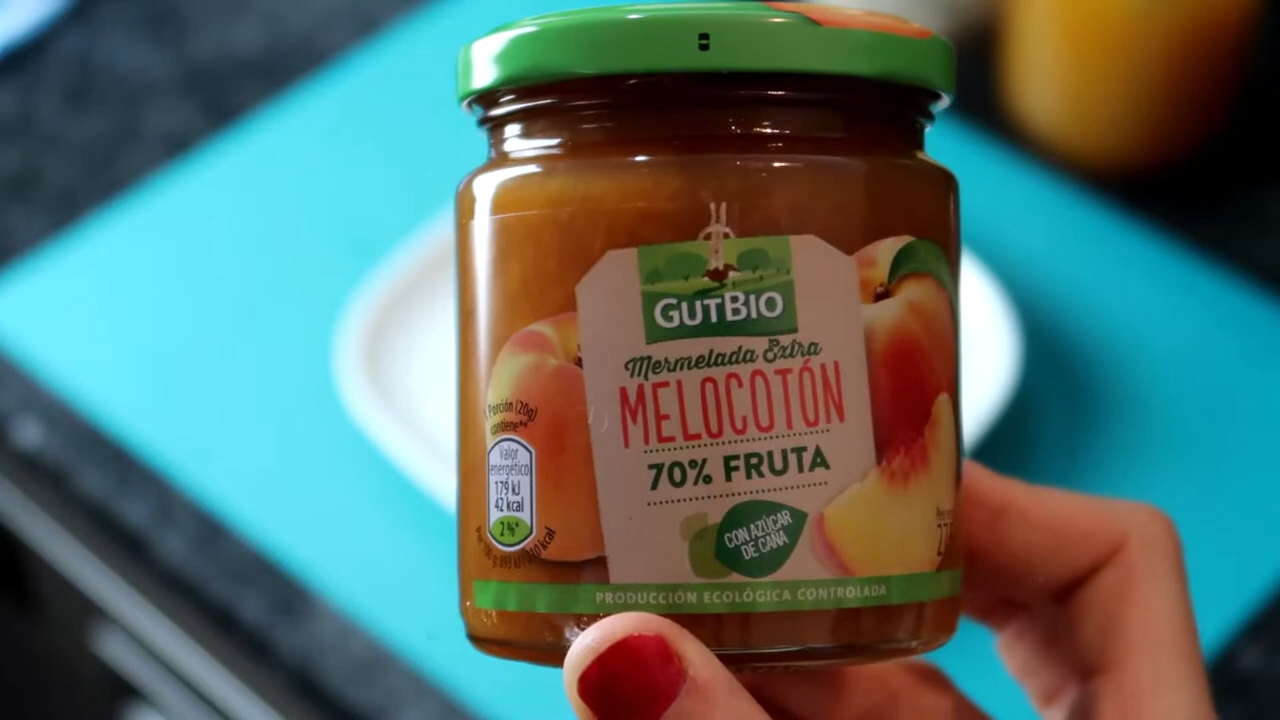 GUTBIO
Mermelada Extra
MELOCOTÓN
70% FRUTA
CON AZÚCAR
DE CAÑA
PRODUCCIÓN ECOLÓGICA CONTROLADA
1 Porción (20g)
contiene**
Valor
energético
179 kJ
42 kcal
2%*